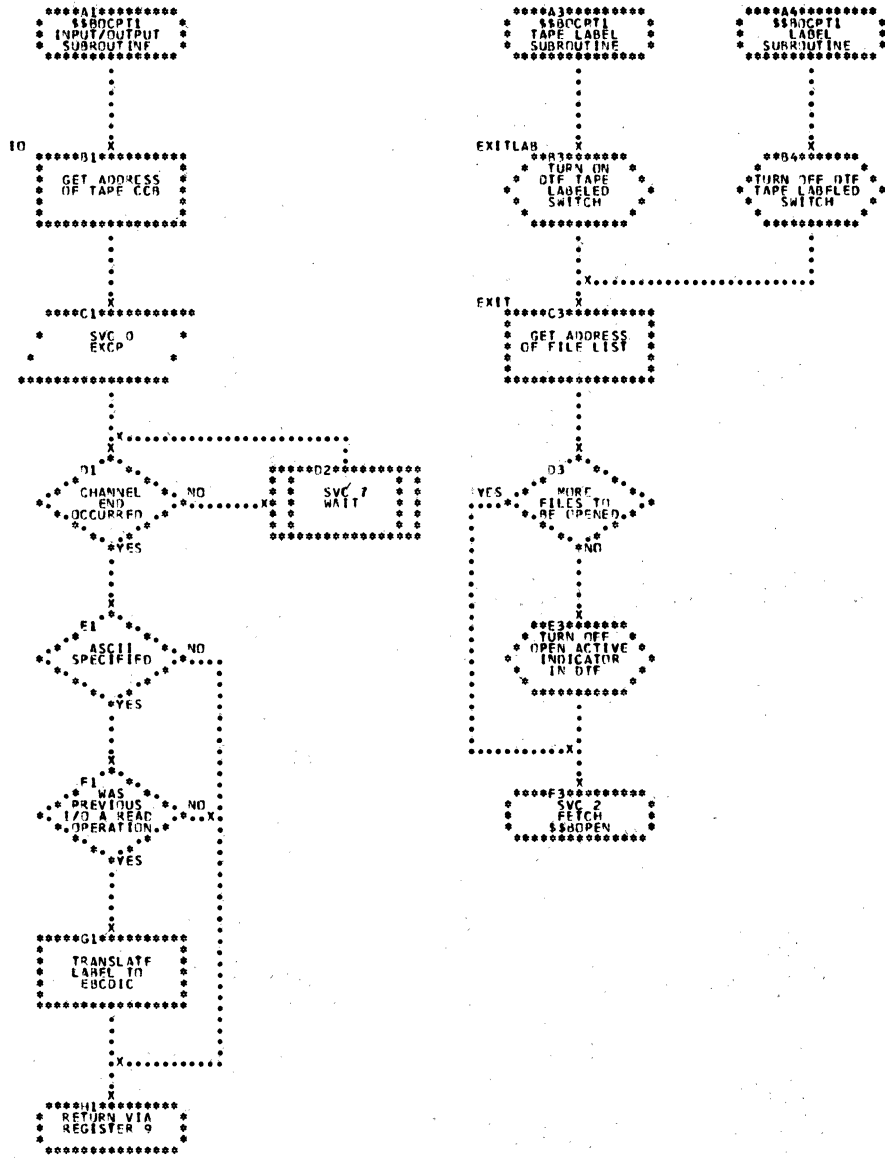 A1
$$BOCPT1
INPUT/OUTPUT
SUBROUTINE
IO
B1
GET ADDRESS
OF TAPE CCB
C1
SVC 0
EXCP
D1
CHANNEL
END
OCCURRED
NO
YES
D2
SVC 7
WAIT
E1
ASCII
SPECIFIED
NO
YES
F1
WAS
PREVIOUS
I/O A READ
OPERATION
NO
YES
G1
TRANSLATE
LABEL TO
EBCDIC
H1
RETURN VIA
REGISTER 9
A3
$$BOCPT1
TAPE LABEL
SUBROUTINE
A4
$$BOCPT1
LABEL
SUBROUTINE
EXITLAB
B3
TURN ON
DTF TAPE
LABELED
SWITCH
B4
TURN OFF DTF
TAPE LABELED
SWITCH
EXIT
C3
GET ADDRESS
OF FILE LIST
D3
MORE
FILES TO
BE OPENED
YES
NO
E3
TURN OFF
OPEN ACTIVE
INDICATOR
IN DTF
F3
SVC 2
FETCH
$$BOPEN